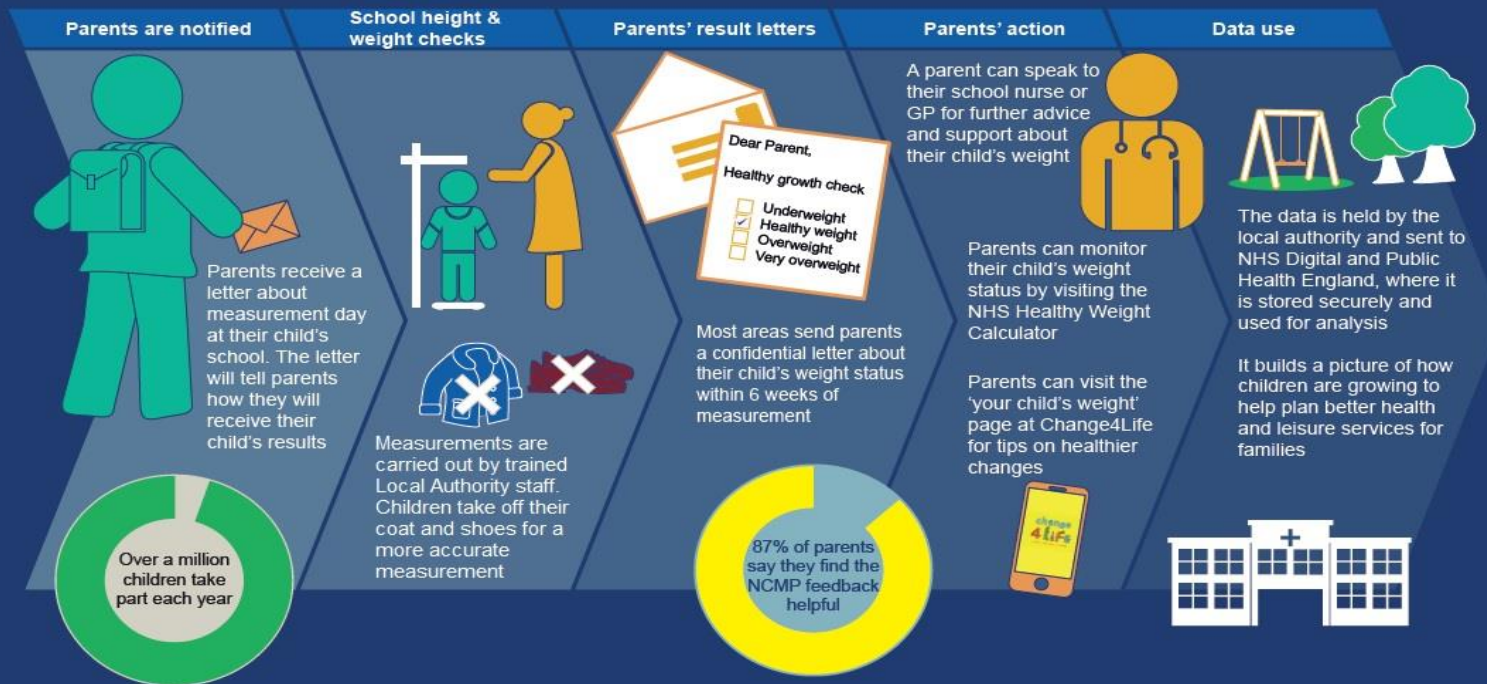 Parents are notified
School height &
weight checks
Parents' result letters
Parents' action
Data use
Parents receive a
letter about
measurement day
at their child's
school. The letter
will tell parents
how they will
receive their
child's results
Over a million
children take
part each year
Measurements are
carried out by trained
Local Authority staff.
Children take off their
coat and shoes for a
more accurate
measurement
Dear Parent,
Healthy growth check
Underweight
Healthy weight
Overweight
Very overweight
Most areas send parents
a confidential letter about
their child's weight status
within 6 weeks of
measurement
87% of parents
say they find the
NCMP feedback
helpful
A parent can speak to
their school nurse or
GP for further advice
and support about
their child's weight
Parents can monitor
their child's weight
status by visiting the
NHS Healthy Weight
Calculator
Parents can visit the
'your child's weight'
page at Change4Life
for tips on healthier
changes
change
4LiFe
The data is held by the
local authority and sent to
NHS Digital and Public
Health England, where it
is stored securely and
used for analysis
It builds a picture of how
children are growing to
help plan better health
and leisure services for
families